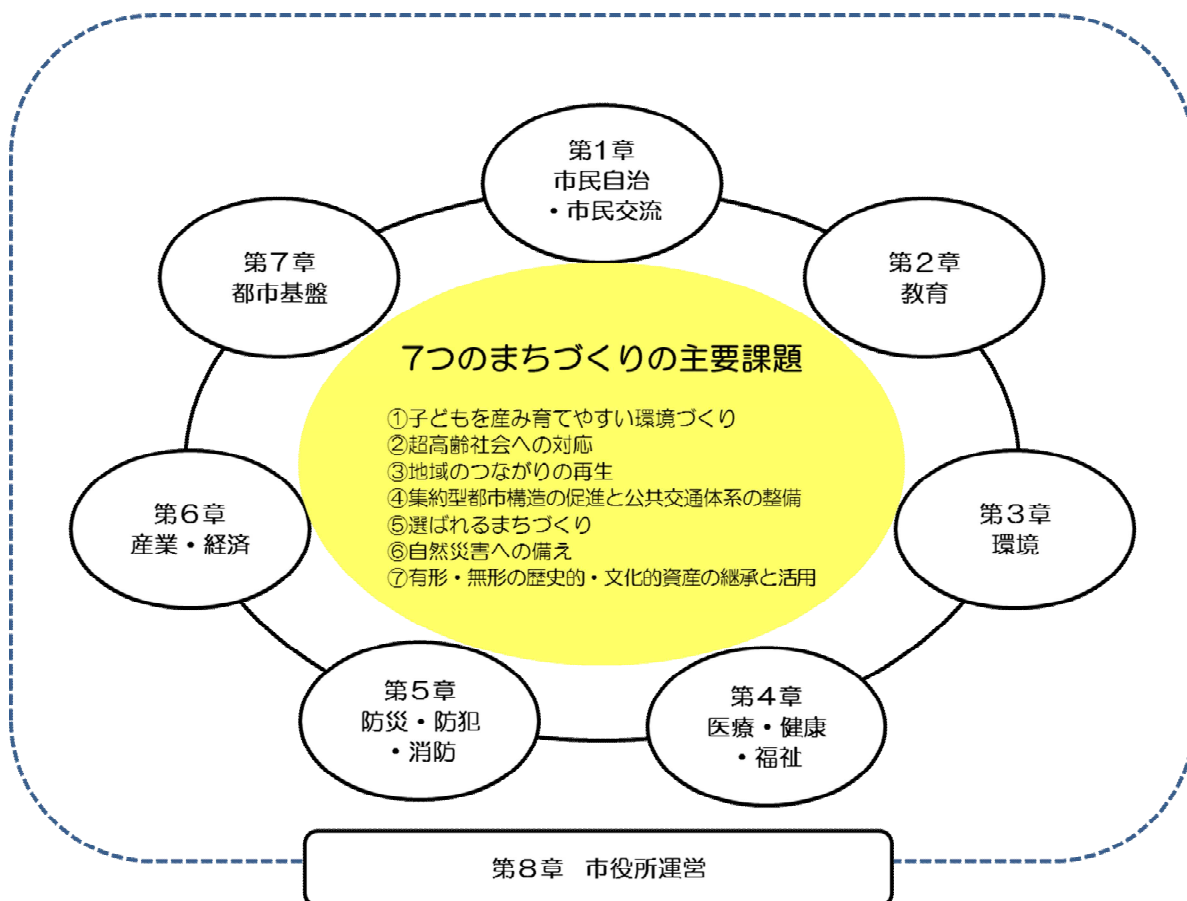 第1章
市民自治
・市民交流
第2章
教育
第3章
環境
第4章
医療・健康
・福祉
第5章
防災・防犯
・消防
第6章
産業・経済
第7章
都市基盤
7つのまちづくりの主要課題
①子どもを産み育てやすい環境づくり
②超高齢社会への対応
③地域のつながりの再生
④集約型都市構造の促進と公共交通体系の整備
⑤選ばれるまちづくり
⑥自然災害への備え
⑦有形・無形の歴史的・文化的資産の継承と活用
第8章 市役所運営